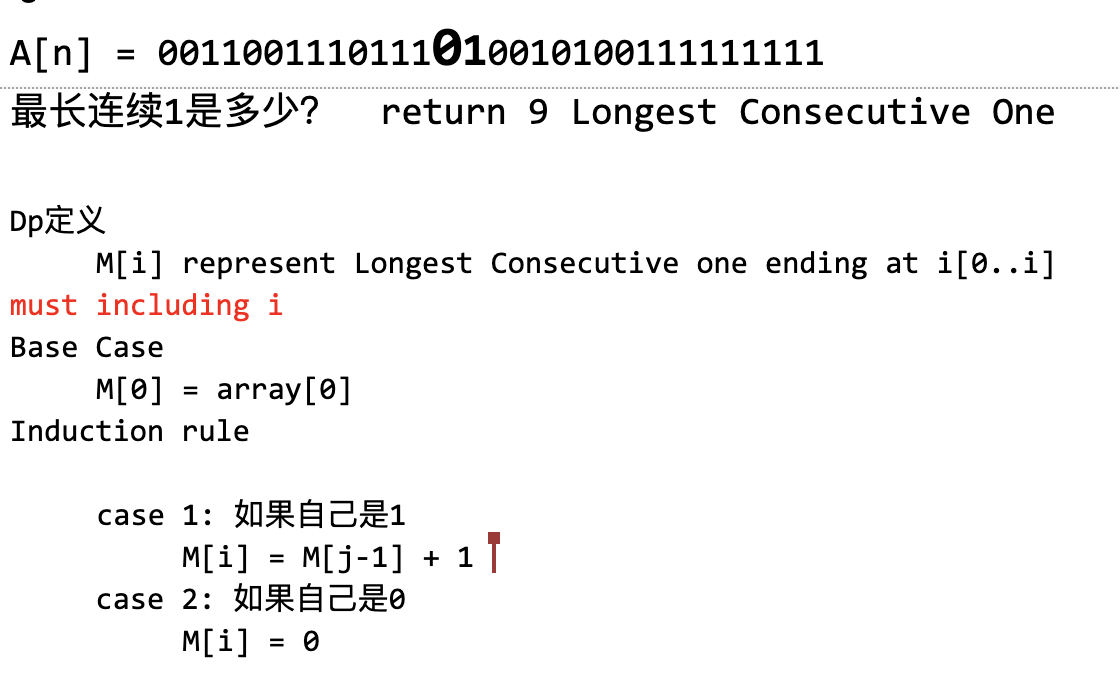 A[n] = 0011001110111010010100111111111
最长连续1是多少?   return 9 Longest Consecutive One
Dp定义
M[i] represent Longest Consecutive one ending at i[0..i]
must including i
Base Case
M[0] = array[0]
Induction rule
case 1: 如果自己是1
M[i] = M[j-1] + 1
case 2: 如果自己是0
M[i] = 0